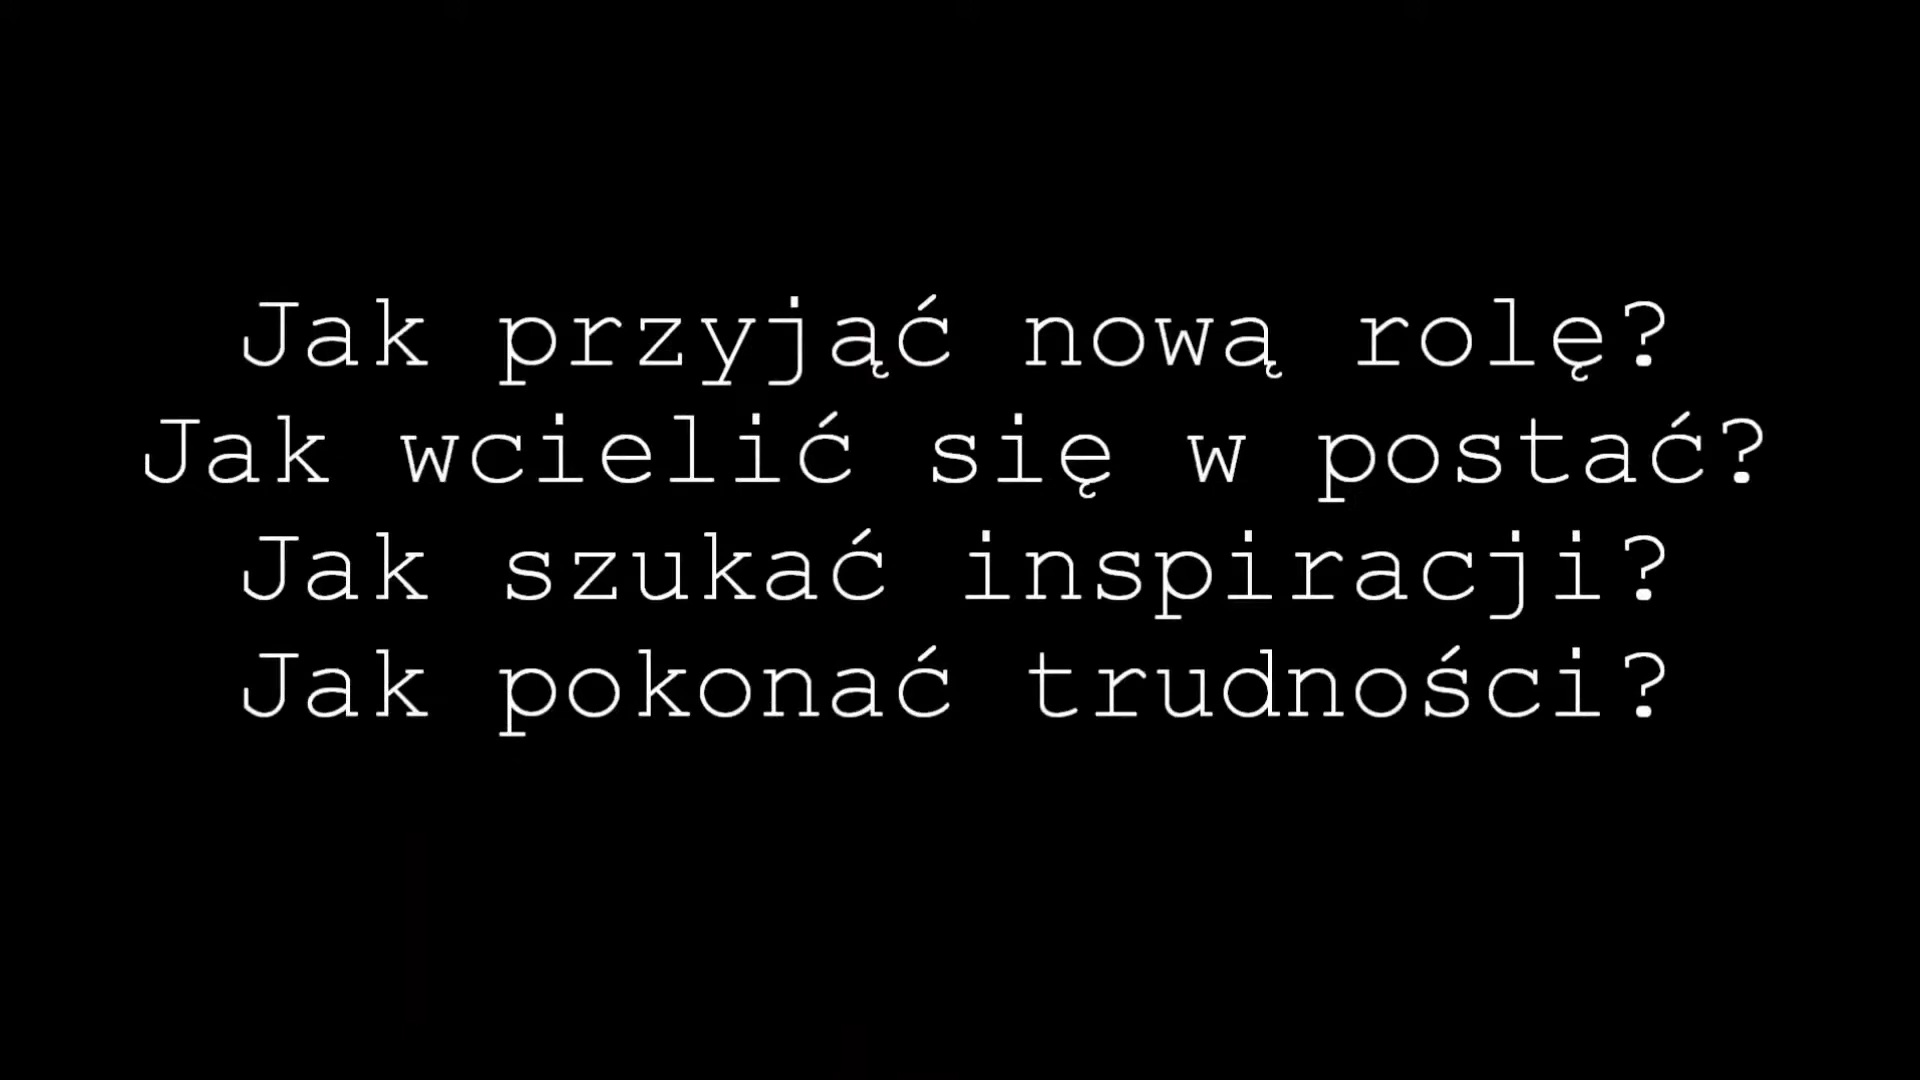 Jak przyjąć nową rolę?
Jak wcielić się w postać?
Jak szukać inspiracji?
Jak pokonać trudności?